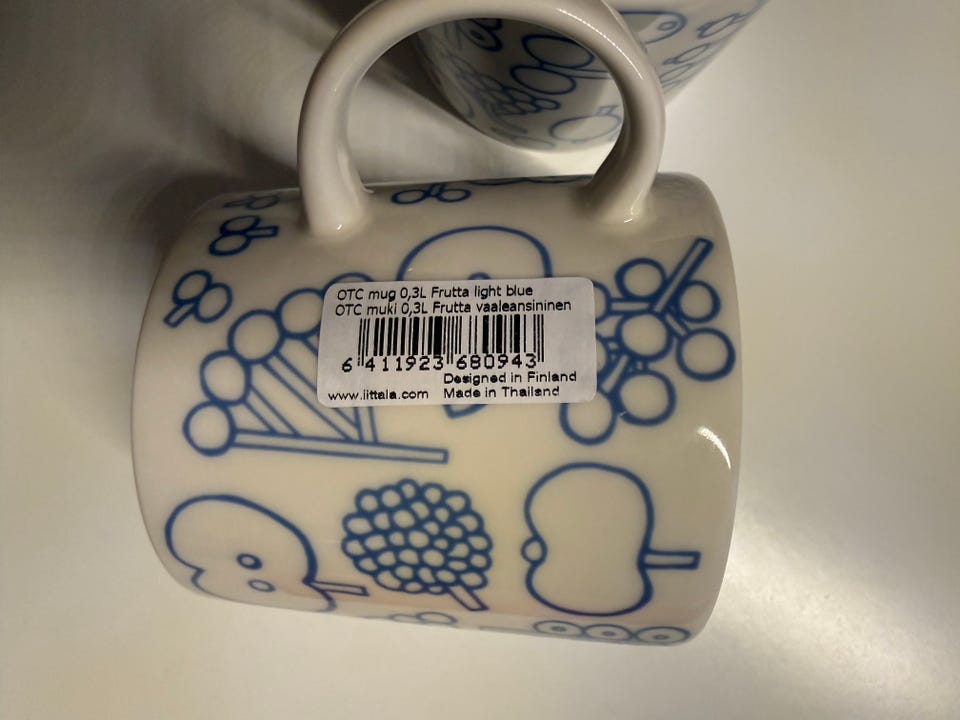 OTC mug 0,3L Frutta light blue
OTC muki 0,3L Frutta vaaleansininen
6 411923 680943
Designed in Finland
www.iittala.com Made in Thailand